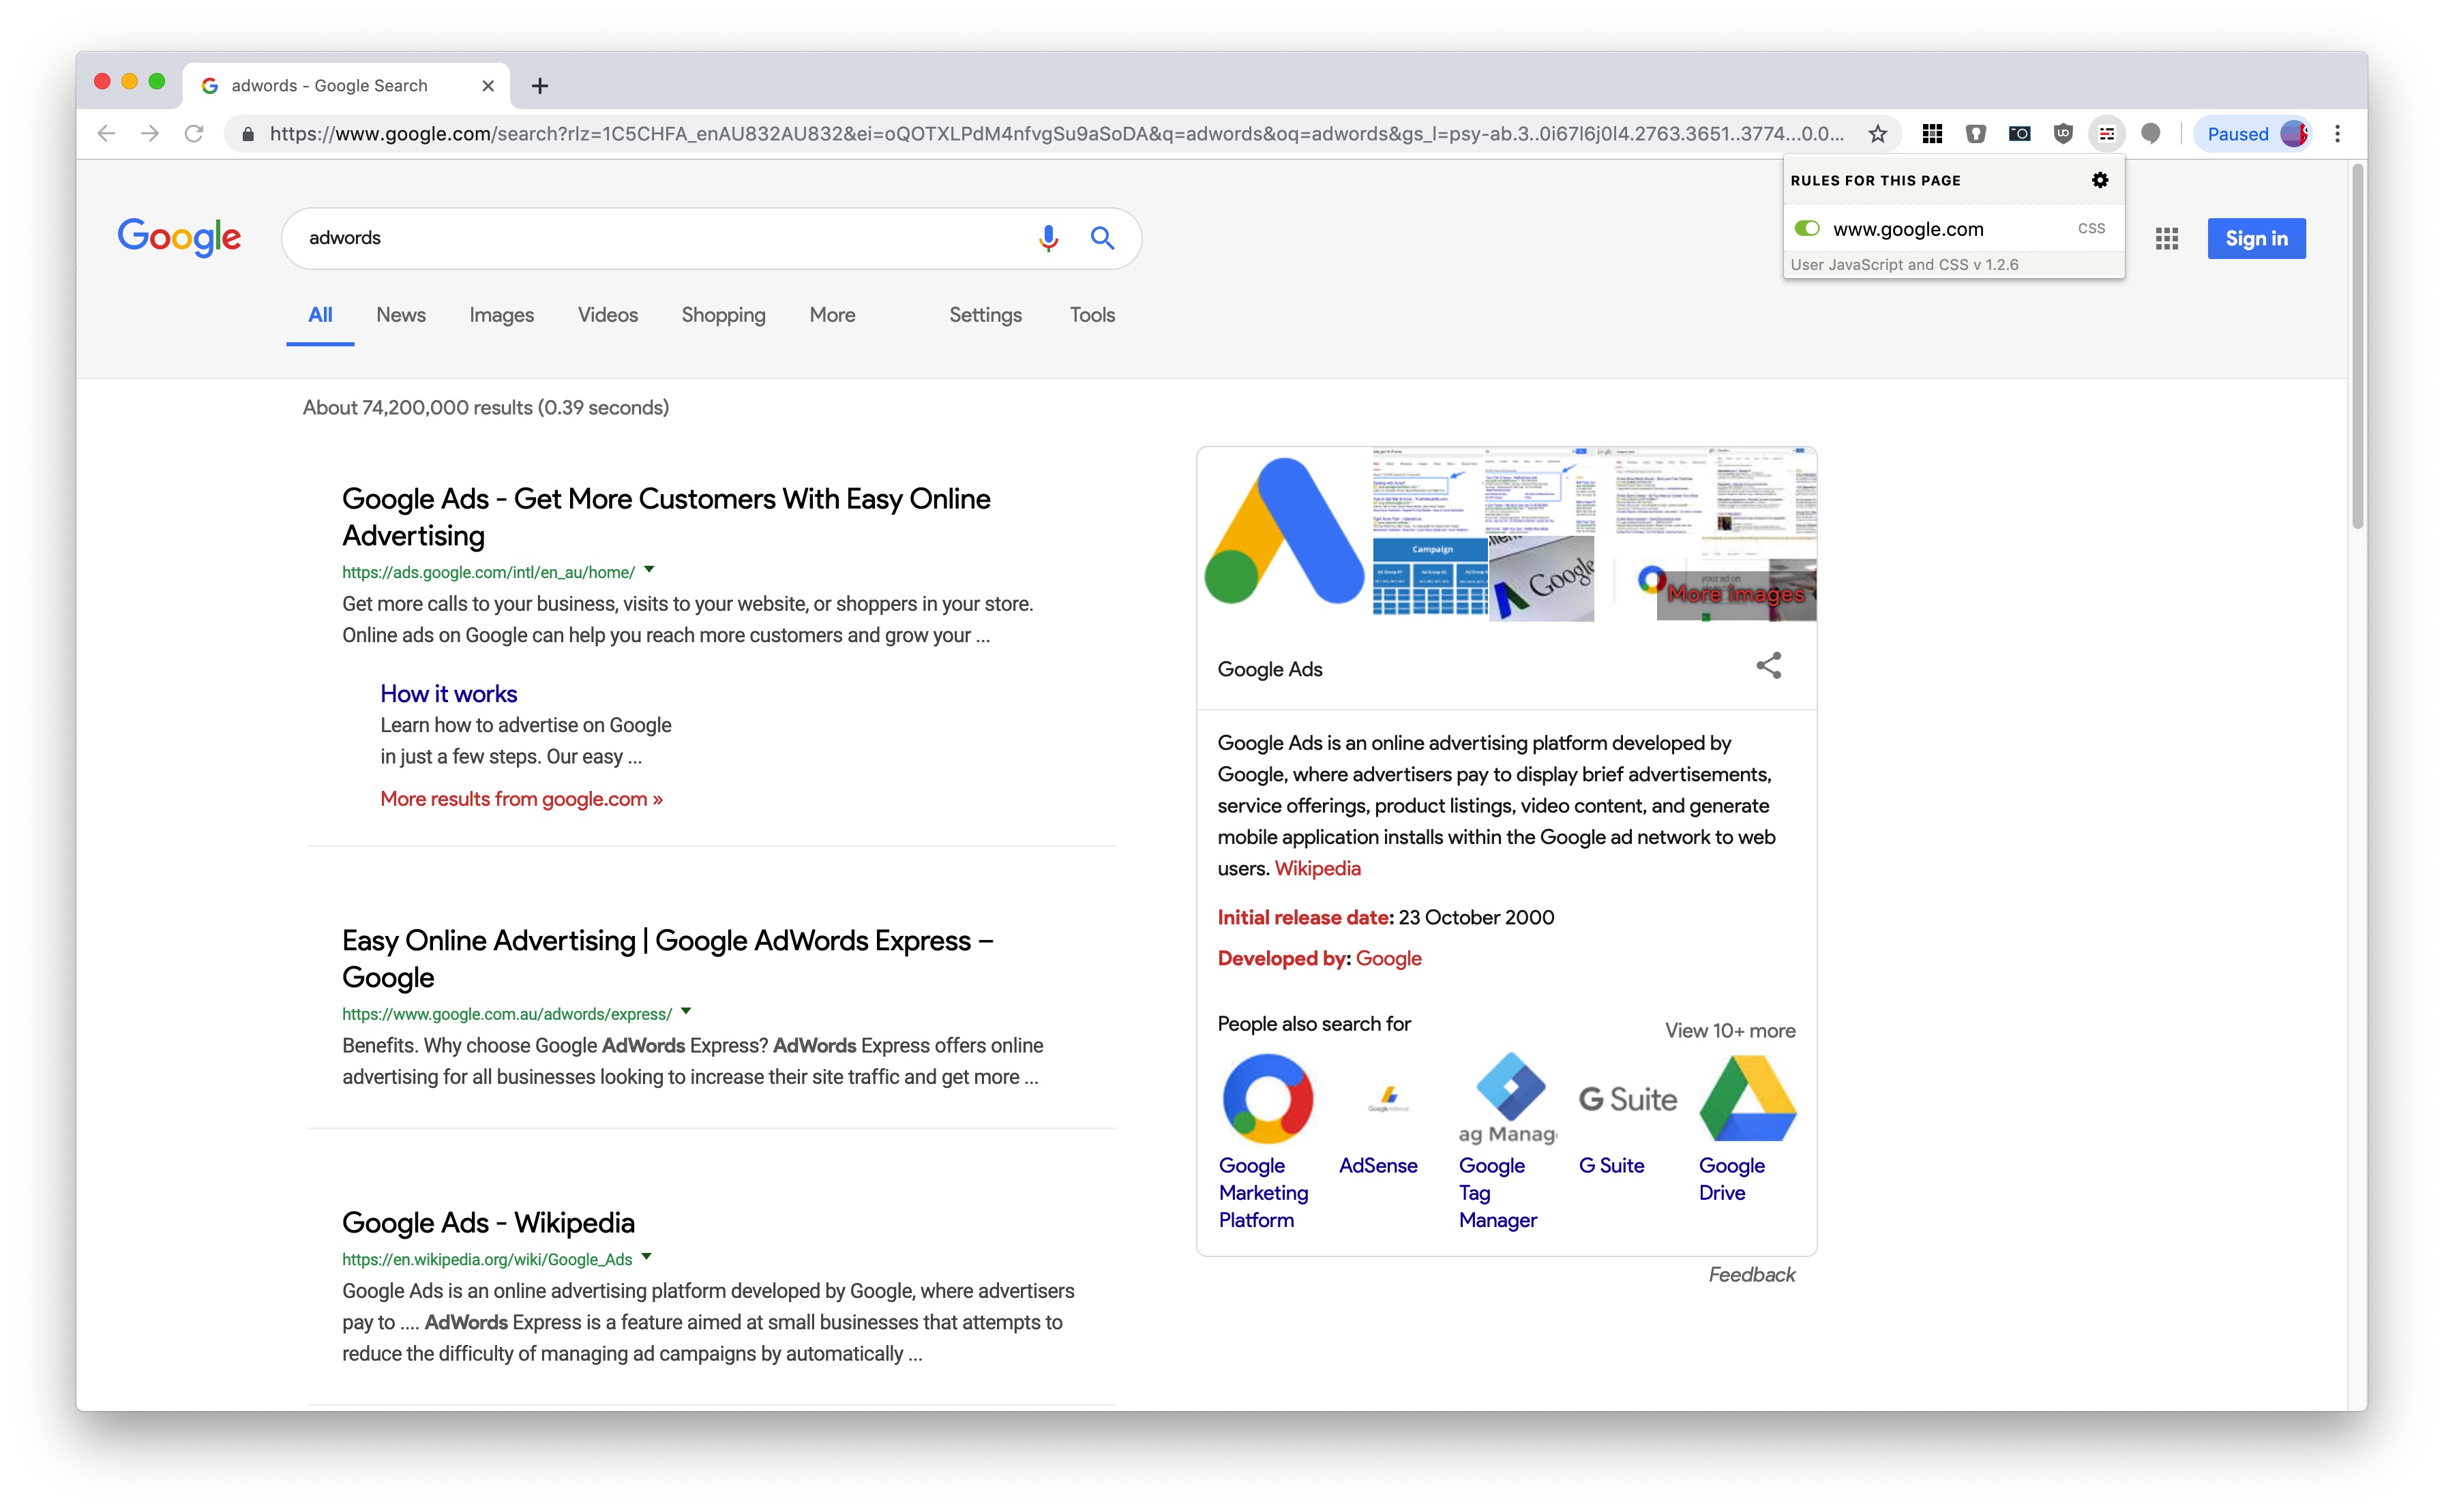 adwords - Google Search
https://www.google.com/search?rlz=1C5CHFA_enAU832AU832&ei=oQOTXLPdM4nfvgSu9aSoDA&q=adwords&oq=adwords&gs_l=psy-ab.3..0i67l6j0l4.2763.3651..3774...0.0...
Paused
RULES FOR THIS PAGE
www.google.com CSS
User JavaScript and CSS v 1.2.6
Google
adwords
Sign in
All News Images Videos Shopping More Settings Tools
About 74,200,000 results (0.39 seconds)
Google Ads - Get More Customers With Easy Online
Advertising
https://ads.google.com/intl/en_au/home/
Get more calls to your business, visits to your website, or shoppers in your store.
Online ads on Google can help you reach more customers and grow your ...
How it works
Learn how to advertise on Google
in just a few steps. Our easy ...
More results from google.com »
Easy Online Advertising | Google AdWords Express –
Google
https://www.google.com.au/adwords/express/
Benefits. Why choose Google AdWords Express? AdWords Express offers online
advertising for all businesses looking to increase their site traffic and get more ...
Google Ads - Wikipedia
https://en.wikipedia.org/wiki/Google_Ads
Google Ads is an online advertising platform developed by Google, where advertisers
pay to .... AdWords Express is a feature aimed at small businesses that attempts to
reduce the difficulty of managing ad campaigns by automatically ...
Campaign
Google
More images
Google Ads
Google Ads is an online advertising platform developed by
Google, where advertisers pay to display brief advertisements,
service offerings, product listings, video content, and generate
mobile application installs within the Google ad network to web
users. Wikipedia
Initial release date: 23 October 2000
Developed by: Google
People also search for
View 10+ more
ag Manag
G Suite
Google
Marketing
Platform
AdSense
Google
Tag
Manager
G Suite
Google
Drive
Feedback